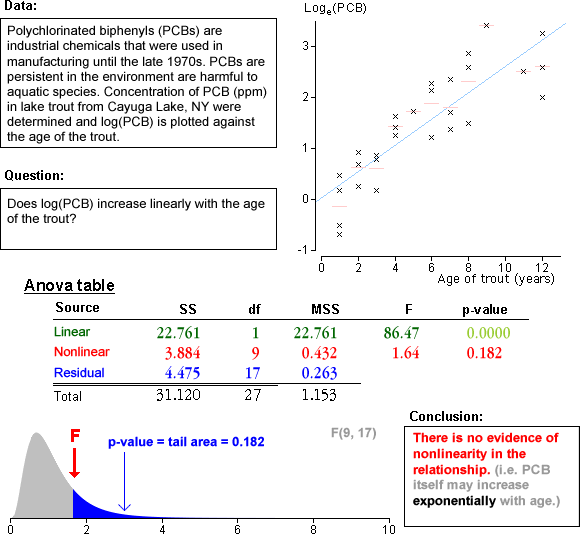 Data:
Polychlorinated biphenyls (PCBs) are
industrial chemicals that were used in
manufacturing until the late 1970s. PCBs are
persistent in the environment are harmful to
aquatic species. Concentration of PCB (ppm)
in lake trout from Cayuga Lake, NY were
determined and log(PCB) is plotted against
the age of the trout.
Question:
Does log(PCB) increase linearly with the age
of the trout?
Loge(PCB)
3
2
1
0
-1
0 2 4 6 8 10 12
Age of trout (years)
Anova table
Source SS df MSS F p-value
Linear 22.761 1 22.761 86.47 0.0000
Nonlinear 3.884 9 0.432 1.64 0.182
Residual 4.475 17 0.263
Total 31.120 27 1.153
F
p-value = tail area = 0.182
F(9, 17)
0 2 4 6 8 10
Conclusion:
There is no evidence of
nonlinearity in the
relationship. (i.e. PCB
itself may increase
exponentially with age.)